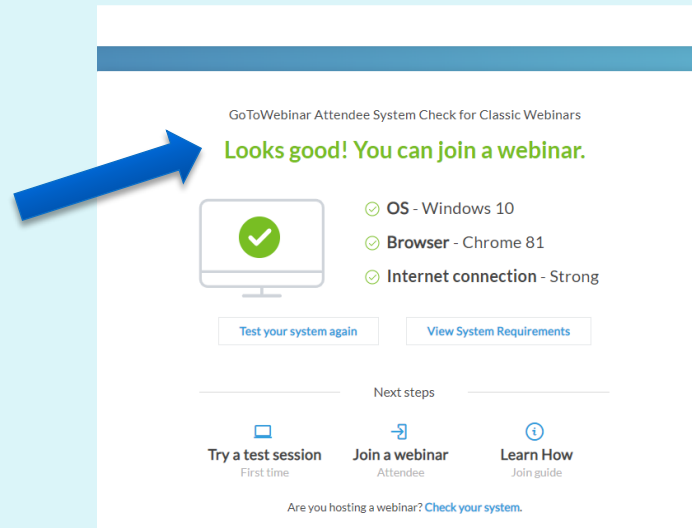 GoToWebinar Attendee System Check for Classic Webinars
Looks good! You can join a webinar.
OS - Windows 10
Browser - Chrome 81
Internet connection - Strong
Test your system again
View System Requirements
Next steps
Try a test session
First time
Join a webinar
Attendee
Learn How
Join guide
Are you hosting a webinar? Check your system.